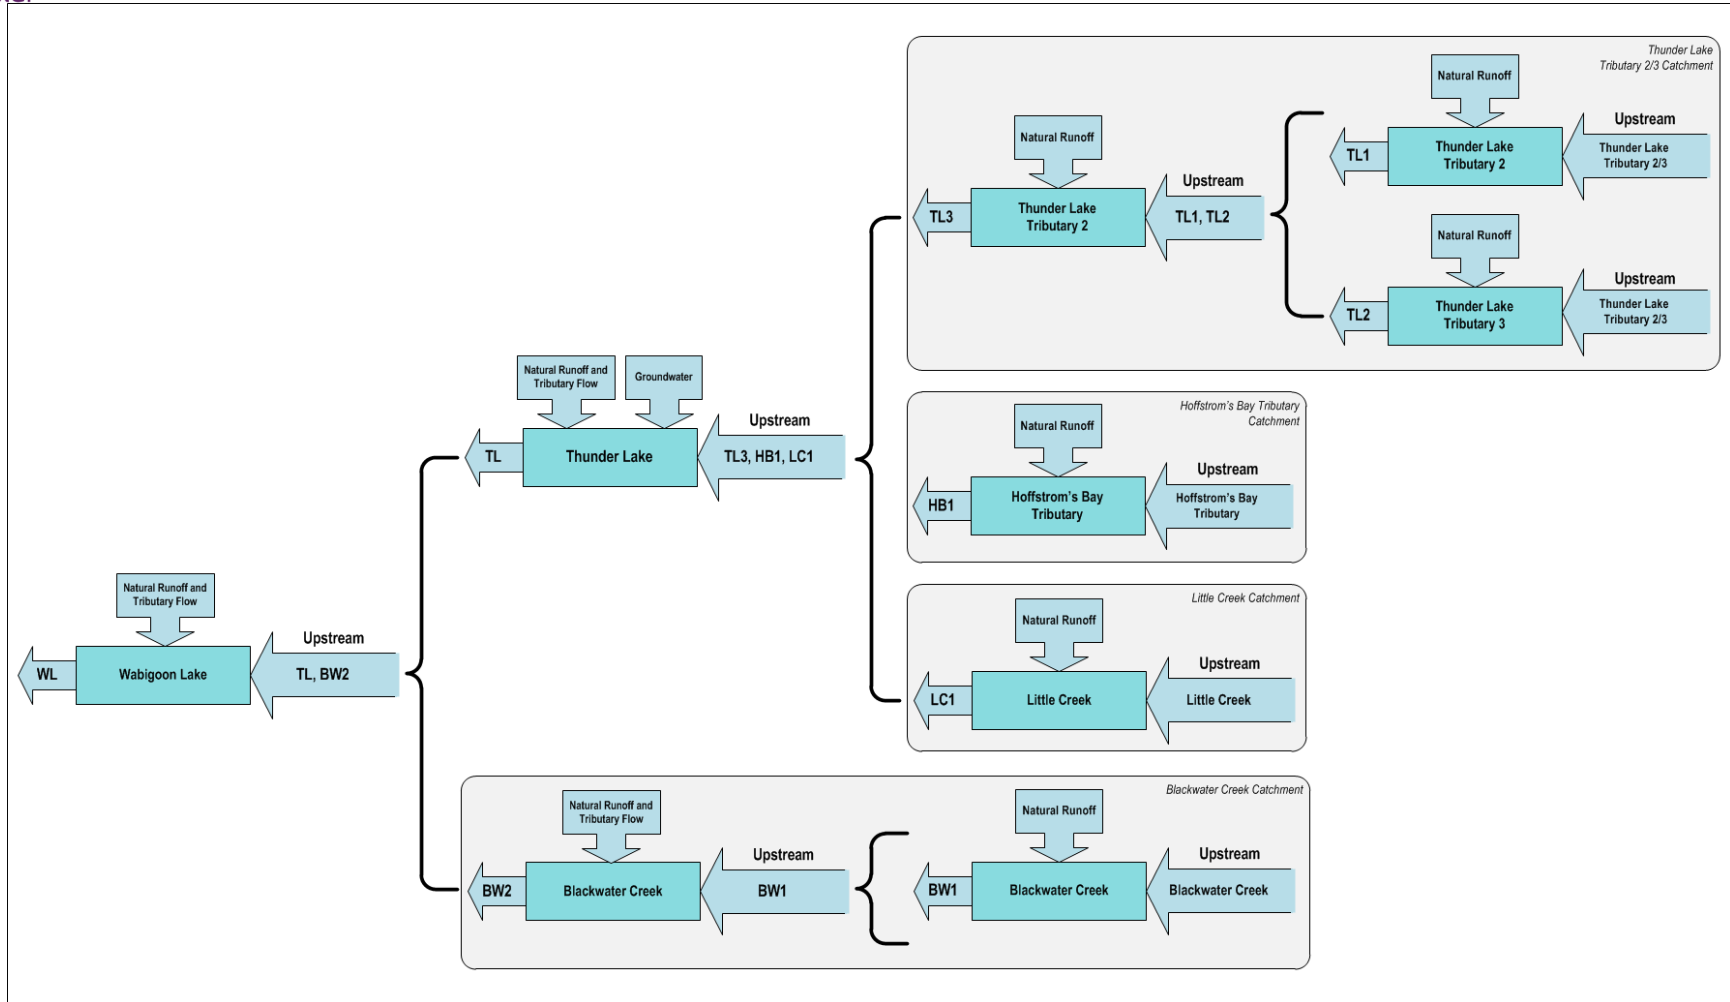 Thunder Lake
Tributary 2/3 Catchment
Natural Runoff
Upstream
TL1
Thunder Lake
Tributary 2
Thunder Lake
Tributary 2/3
Natural Runoff
Upstream
TL3
Thunder Lake
Tributary 2
TL1, TL2
Natural Runoff
Upstream
TL2
Thunder Lake
Tributary 3
Thunder Lake
Tributary 2/3
Natural Runoff and
Tributary Flow
Groundwater
Upstream
TL
Thunder Lake
TL3, HB1, LC1
Hoffstrom's Bay Tributary
Catchment
Natural Runoff
Upstream
HB1
Hoffstrom's Bay
Tributary
Hoffstrom's Bay
Tributary
Little Creek Catchment
Natural Runoff
Upstream
LC1
Little Creek
Little Creek
Natural Runoff and
Tributary Flow
Upstream
WL
Wabigoon Lake
TL, BW2
Blackwater Creek Catchment
Natural Runoff and
Tributary Flow
Upstream
BW2
Blackwater Creek
BW1
Natural Runoff
Upstream
BW1
Blackwater Creek
Blackwater Creek